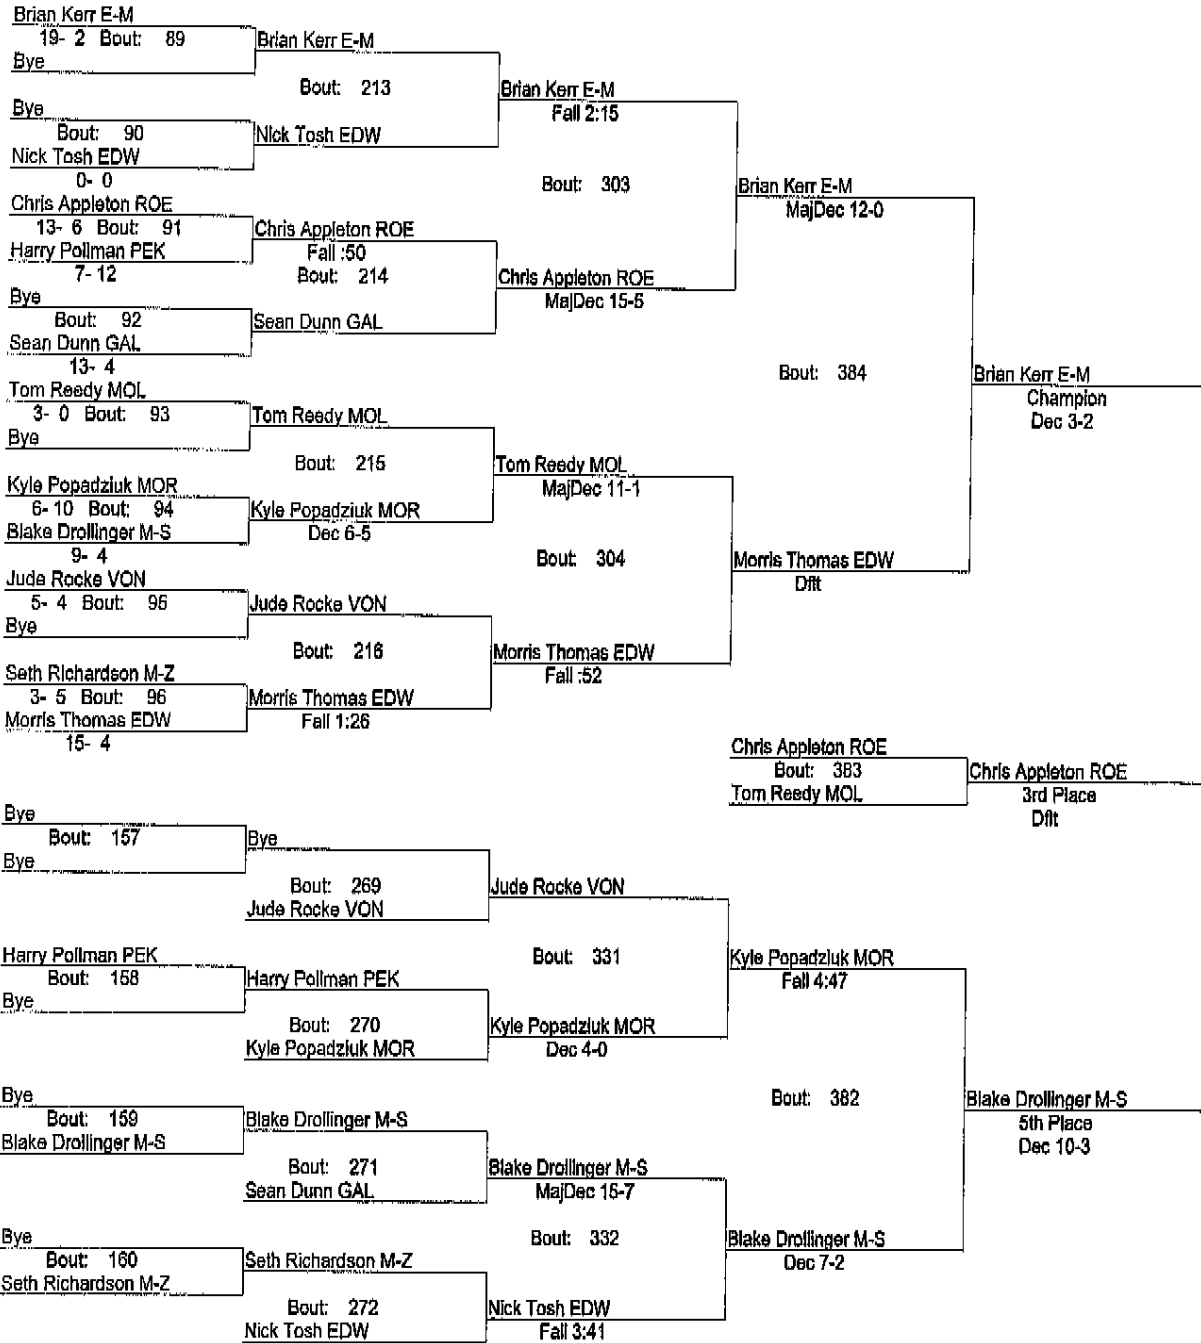 Brian Kerr E-M
19- 2 Bout: 89
Bye
Brian Kerr E-M
Bout: 213
Bye
Bout: 90
Nick Tosh EDW
0- 0
Nick Tosh EDW
Brian Kerr E-M
Fall 2:15
Bout: 303
Chris Appleton ROE
13- 6 Bout: 91
Harry Pollman PEK
7- 12
Chris Appleton ROE
Fall :50
Bout: 214
Bye
Bout: 92
Sean Dunn GAL
13- 4
Sean Dunn GAL
Chris Appleton ROE
MajDec 15-5
Brian Kerr E-M
MajDec 12-0
Bout: 384
Brian Kerr E-M
Champion
Dec 3-2
Tom Reedy MOL
3- 0 Bout: 93
Bye
Tom Reedy MOL
Bout: 215
Kyle Popadziuk MOR
6- 10 Bout: 94
Blake Drollinger M-S
9- 4
Kyle Popadziuk MOR
Dec 6-5
Tom Reedy MOL
MajDec 11-1
Bout: 304
Jude Rocke VON
5- 4 Bout: 95
Bye
Jude Rocke VON
Bout: 216
Seth Richardson M-Z
3- 5 Bout: 96
Morris Thomas EDW
15- 4
Morris Thomas EDW
Fall 1:26
Morris Thomas EDW
Fall :52
Morris Thomas EDW
Dflt
Chris Appleton ROE
Bout: 383
Tom Reedy MOL
Chris Appleton ROE
3rd Place
Dflt
Bye
Bout: 157
Bye
Bye
Bout: 269
Jude Rocke VON
Jude Rocke VON
Bout: 331
Harry Pollman PEK
Bout: 158
Bye
Harry Pollman PEK
Bout: 270
Kyle Popadziuk MOR
Kyle Popadziuk MOR
Dec 4-0
Kyle Popadziuk MOR
Fall 4:47
Bout: 382
Bye
Bout: 159
Blake Drollinger M-S
Blake Drollinger M-S
Bout: 271
Sean Dunn GAL
Blake Drollinger M-S
MajDec 15-7
Bout: 332
Bye
Bout: 160
Seth Richardson M-Z
Seth Richardson M-Z
Bout: 272
Nick Tosh EDW
Nick Tosh EDW
Fall 3:41
Blake Drollinger M-S
Dec 7-2
Blake Drollinger M-S
5th Place
Dec 10-3